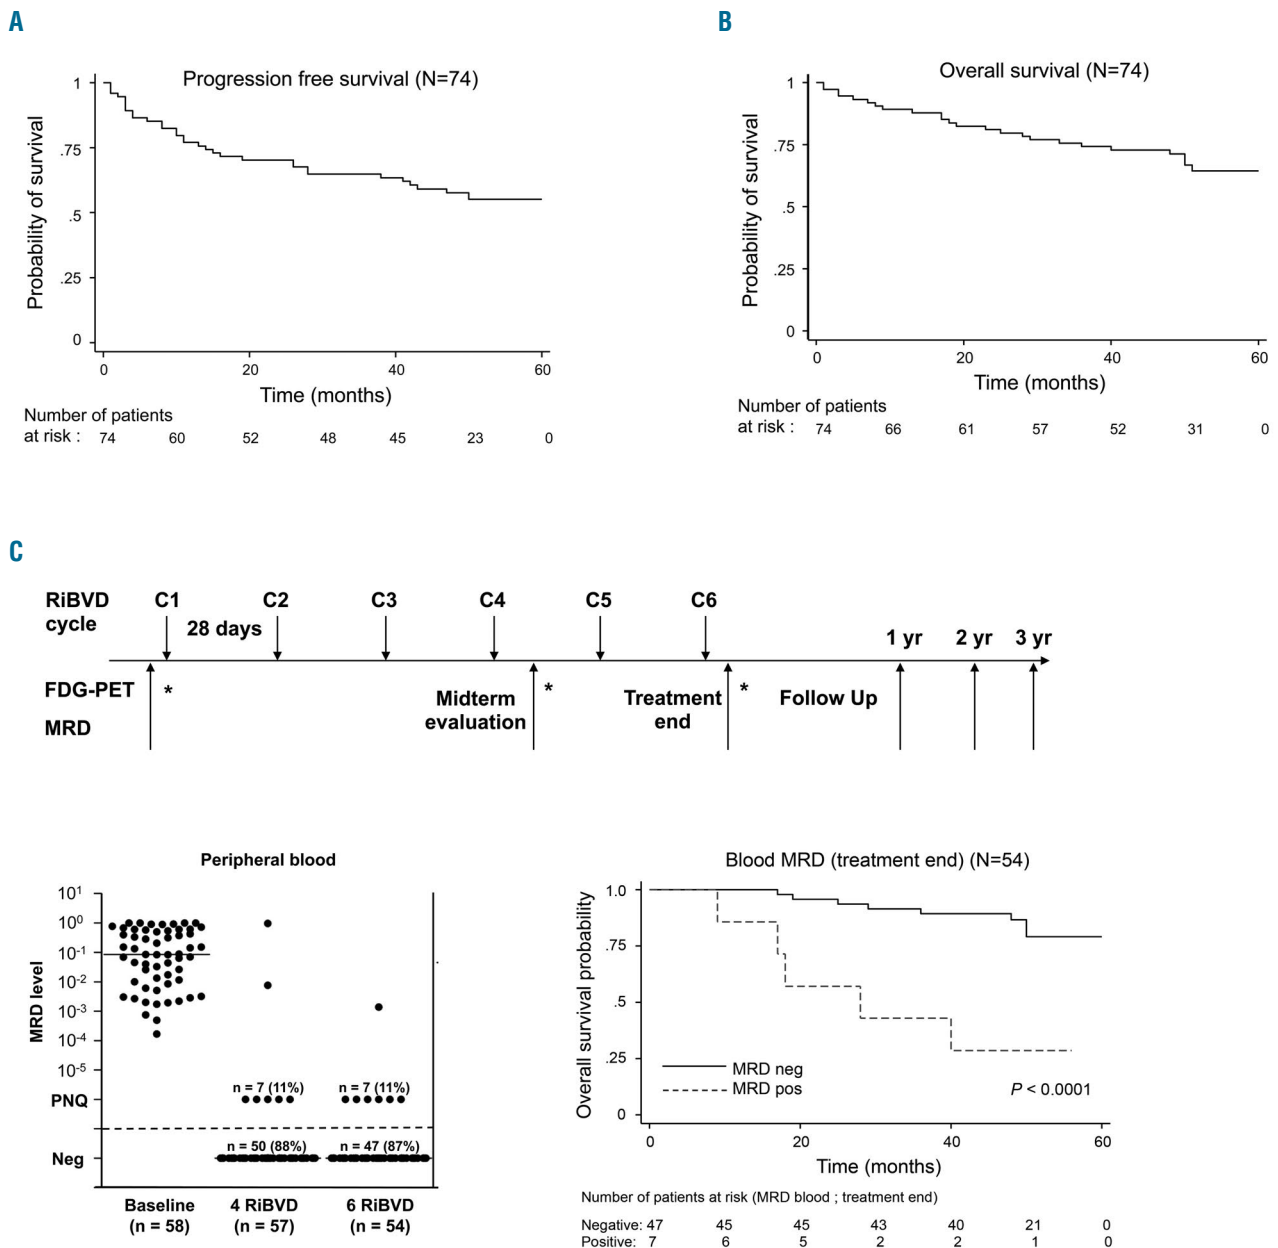 A
Progression free survival (N=74)
Probability of survival
1
.75
.5
.25
0
0 20 40 60
Time (months)
Number of patients
at risk : 74 60 52 48 45 23 0
B
Overall survival (N=74)
Probability of survival
1
.75
.5
.25
0
0 20 40 60
Time (months)
Number of patients
at risk : 74 66 61 57 52 31 0
C
RiBVD C1 C2 C3 C4 C5 C6
cycle 28 days 1 yr 2 yr 3 yr
FDG-PET * Midterm * Treatment * Follow Up
MRD evaluation end
Peripheral blood
MRD level
10¹
10⁰
10⁻¹
10⁻²
10⁻³
10⁻⁴
10⁻⁵
n = 7 (11%) n = 7 (11%)
PNQ
n = 50 (88%) n = 47 (87%)
Neg
Baseline 4 RiBVD 6 RiBVD
(n = 58) (n = 57) (n = 54)
Blood MRD (treatment end) (N=54)
Overall survival probability
1.0
.75
.5
.25
0
MRD neg
MRD pos
P < 0.0001
0 20 40 60
Time (months)
Number of patients at risk (MRD blood ; treatment end)
Negative: 47 45 45 43 40 21 0
Positive: 7 6 5 2 2 1 0